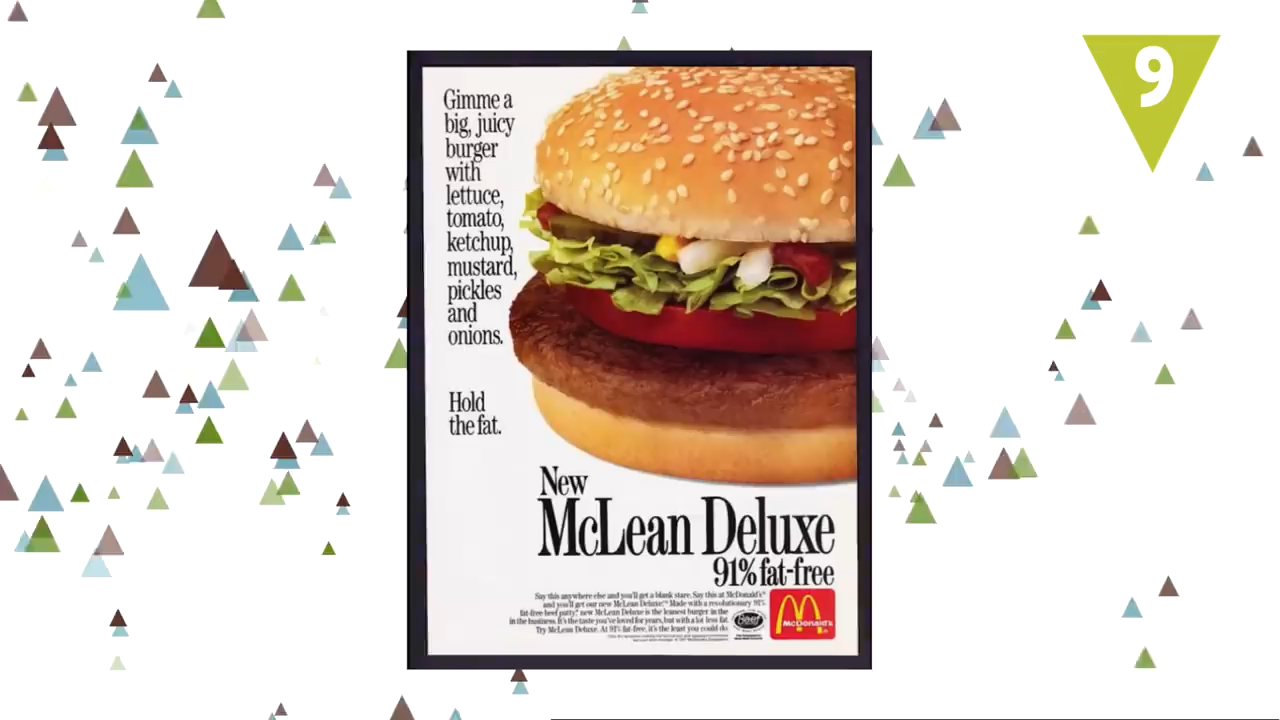 9
Gimme a
big, juicy
burger
with
lettuce,
tomato,
ketchup,
mustard,
pickles
and
onions.
Hold
the fat.
New
McLean Deluxe
91% fat-free
Say this anywhere else and you'll get a blank stare. Say this at McDonald's®
and you'll get our new McLean Deluxe.™ Made with a revolutionary 91%
fat-free beef patty,* new McLean Deluxe is the leanest burger in the
in the business. It's the taste you've loved for years, but with a lot less fat.
Try McLean Deluxe. At 91% fat-free, it's the least you could do.
Beef
McDonald's